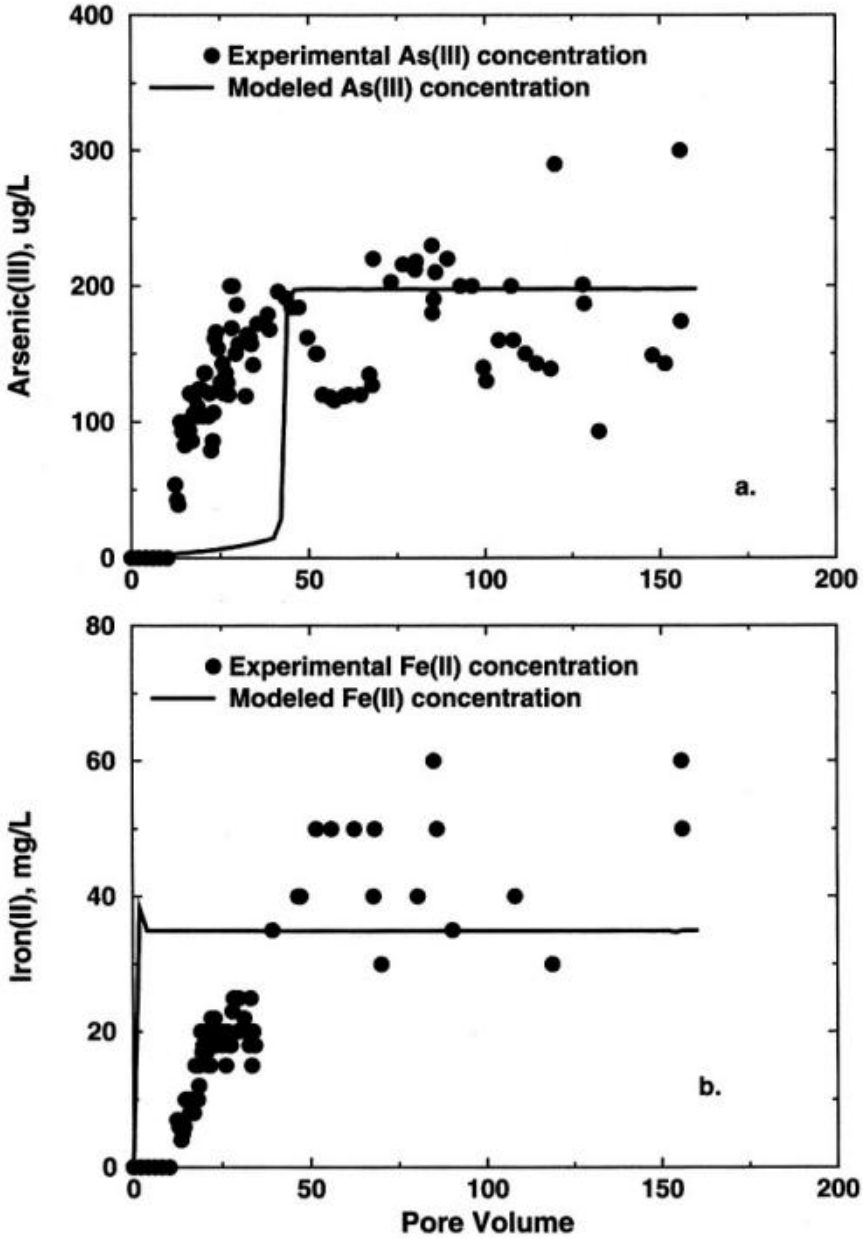 400
Experimental As(III) concentration
Modeled As(III) concentration
300
Arsenic(III), ug/L
200
100
a.
0
0 50 100 150 200
80
Experimental Fe(II) concentration
Modeled Fe(II) concentration
60
Iron(II), mg/L
40
20
b.
0
0 50 100 150 200
Pore Volume